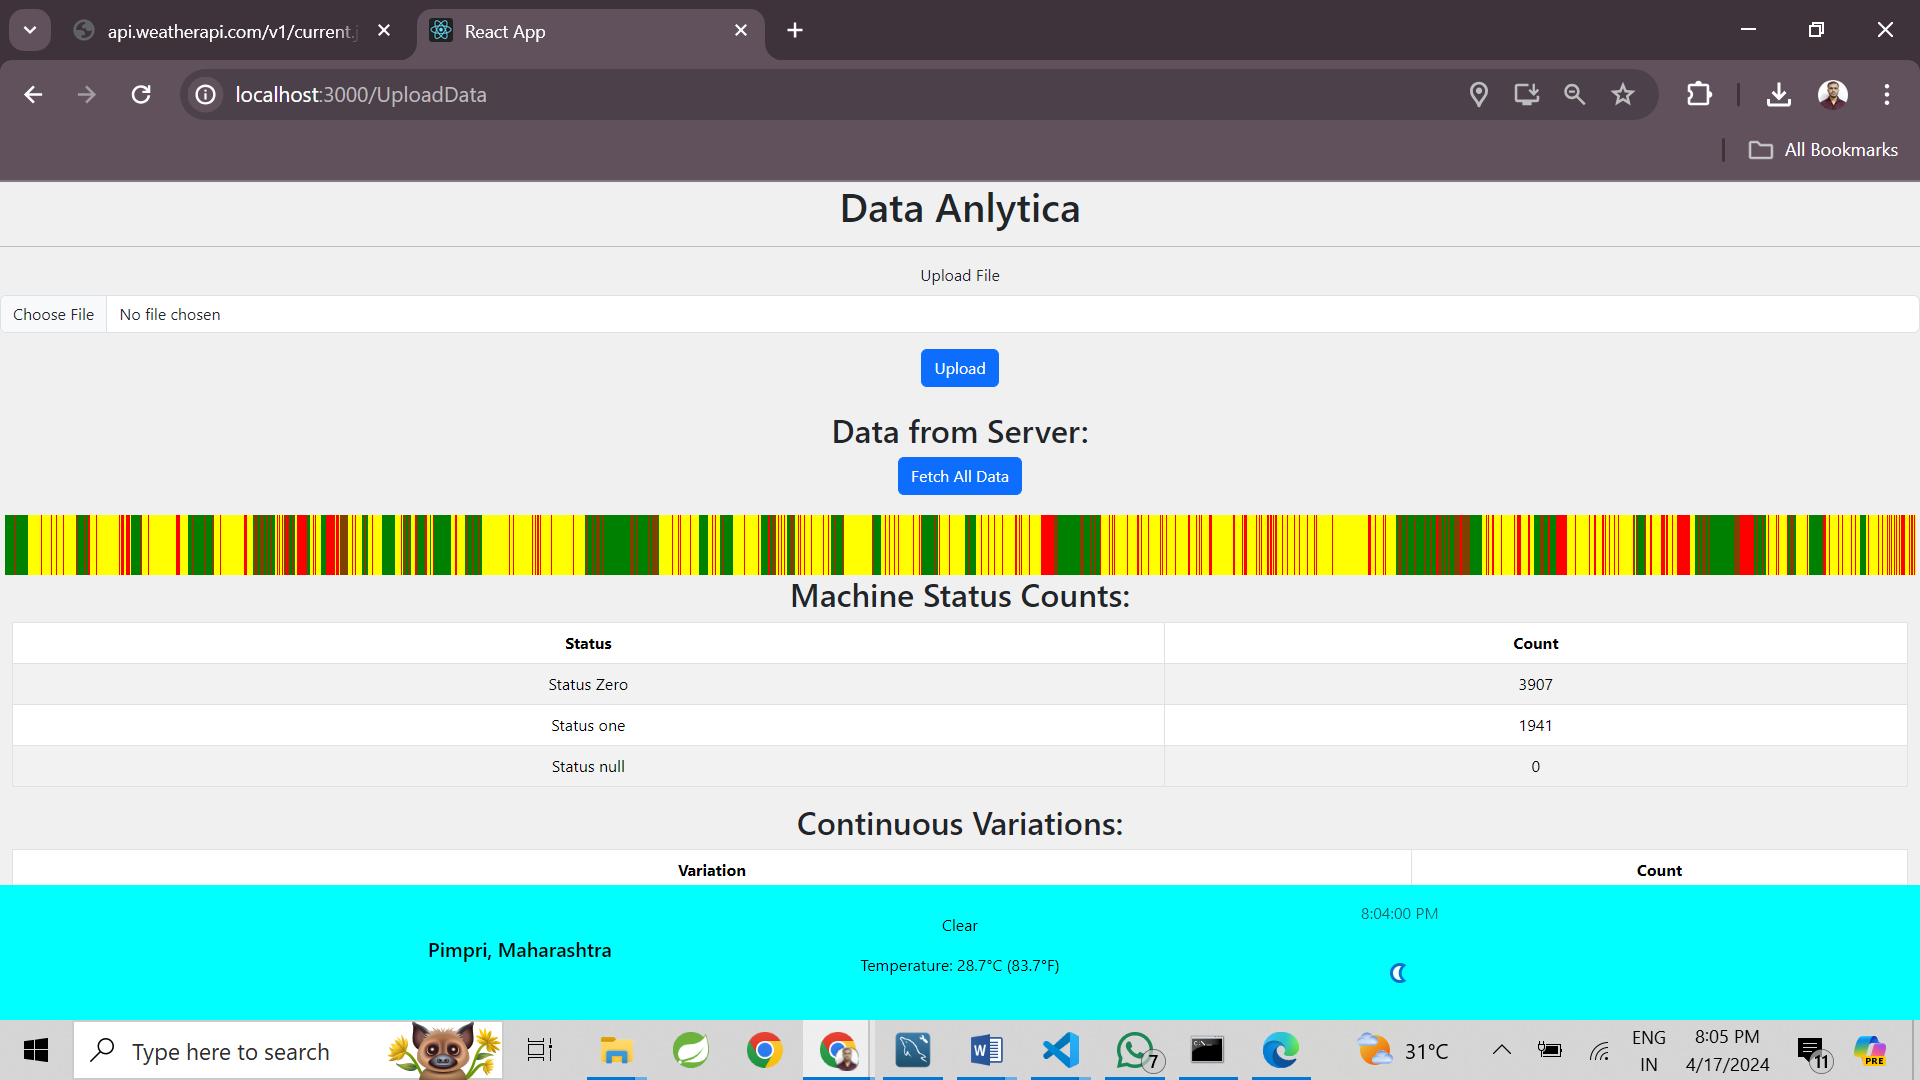 api.weatherapi.com/v1/current.j
React App
localhost:3000/UploadData
All Bookmarks
Data Anlytica
Upload File
Choose File No file chosen
Upload
Data from Server:
Fetch All Data
Machine Status Counts:
Status Count
Status Zero 3907
Status one 1941
Status null 0
Continuous Variations:
Variation Count
Pimpri, Maharashtra
Clear
Temperature: 28.7°C (83.7°F)
8:04:00 PM
Type here to search
7
31°C
ENG
IN
8:05 PM
4/17/2024
11
PRE